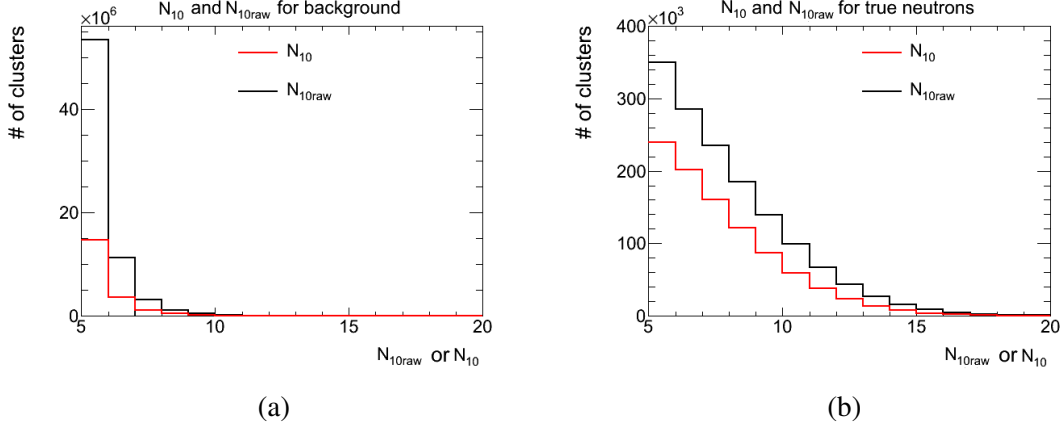 N10 and N10raw for background
×10^6
# of clusters
N10
N10raw
40
20
0
5 10 15 20
N10raw or N10
(a)
N10 and N10raw for true neutrons
×10^3
# of clusters
N10
N10raw
400
300
200
100
0
5 10 15 20
N10raw or N10
(b)